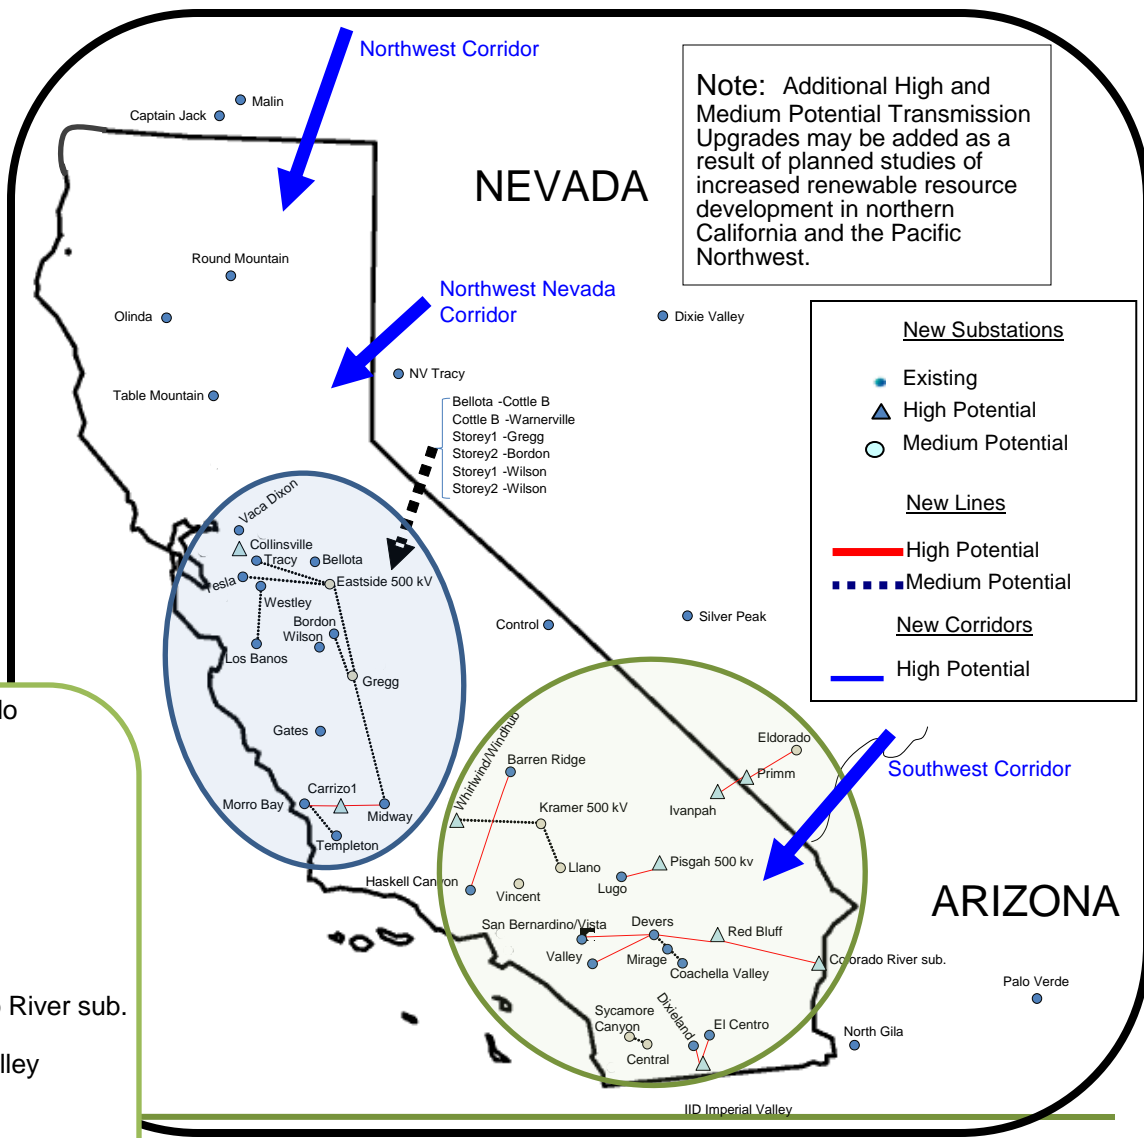 Northwest Corridor
Malin
Captain Jack
Note: Additional High and
Medium Potential Transmission
Upgrades may be added as a
result of planned studies of
increased renewable resource
development in northern
California and the Pacific
Northwest.
NEVADA
Round Mountain
Northwest Nevada
Corridor
Olinda
Dixie Valley
New Substations
Existing
High Potential
Medium Potential
New Lines
High Potential
Medium Potential
New Corridors
High Potential
NV Tracy
Table Mountain
Bellota -Cottle B
Cottle B -Warnerville
Storey1 -Gregg
Storey2 -Bordon
Storey1 -Wilson
Storey2 -Wilson
Vaca Dixon
Collinsville
Tracy
Bellota
Tesla
Eastside 500 kV
Westley
Bordon
Wilson
Los Banos
Gregg
Control
Silver Peak
Gates
Carrizo1
Morro Bay
Midway
Templeton
Whirlwind/Windhub
Barren Ridge
Eldorado
Primm
Ivanpah
Southwest Corridor
Kramer 500 kV
Llano
Pisgah 500 kv
Lugo
Haskell Canyon
Vincent
ARIZONA
San Bernardino/Vista
Devers
Red Bluff
Valley
Mirage
Coachella Valley
Colorado River sub.
Palo Verde
Sycamore
Canyon
Central
Dixieland
El Centro
North Gila
IID Imperial Valley
lo
River sub.
lley